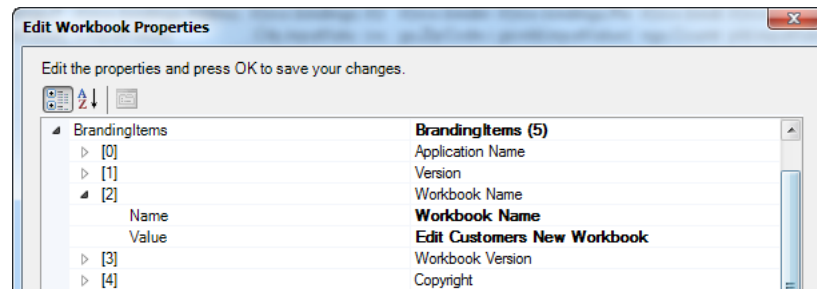 Edit Workbook Properties
Edit the properties and press OK to save your changes.
BrandingItems BrandingItems (5)
[0] Application Name
[1] Version
[2] Workbook Name
Name Workbook Name
Value Edit Customers New Workbook
[3] Workbook Version
[4] Copyright